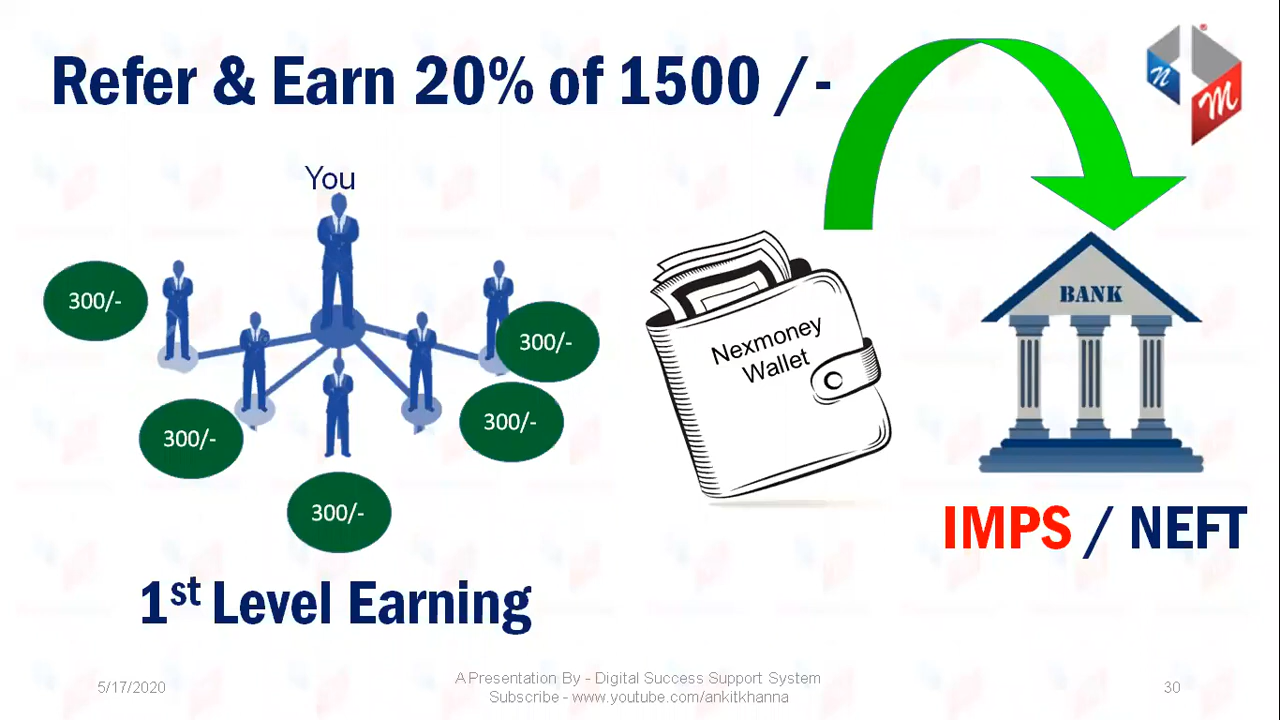 Refer & Earn 20% of 1500 /-
n
M
You
300/-
300/-
300/-
300/-
300/-
1st Level Earning
Nexmoney
Wallet
BANK
IMPS / NEFT
5/17/2020
A Presentation By - Digital Success Support System
Subscribe - www.youtube.com/ankitkhanna
30